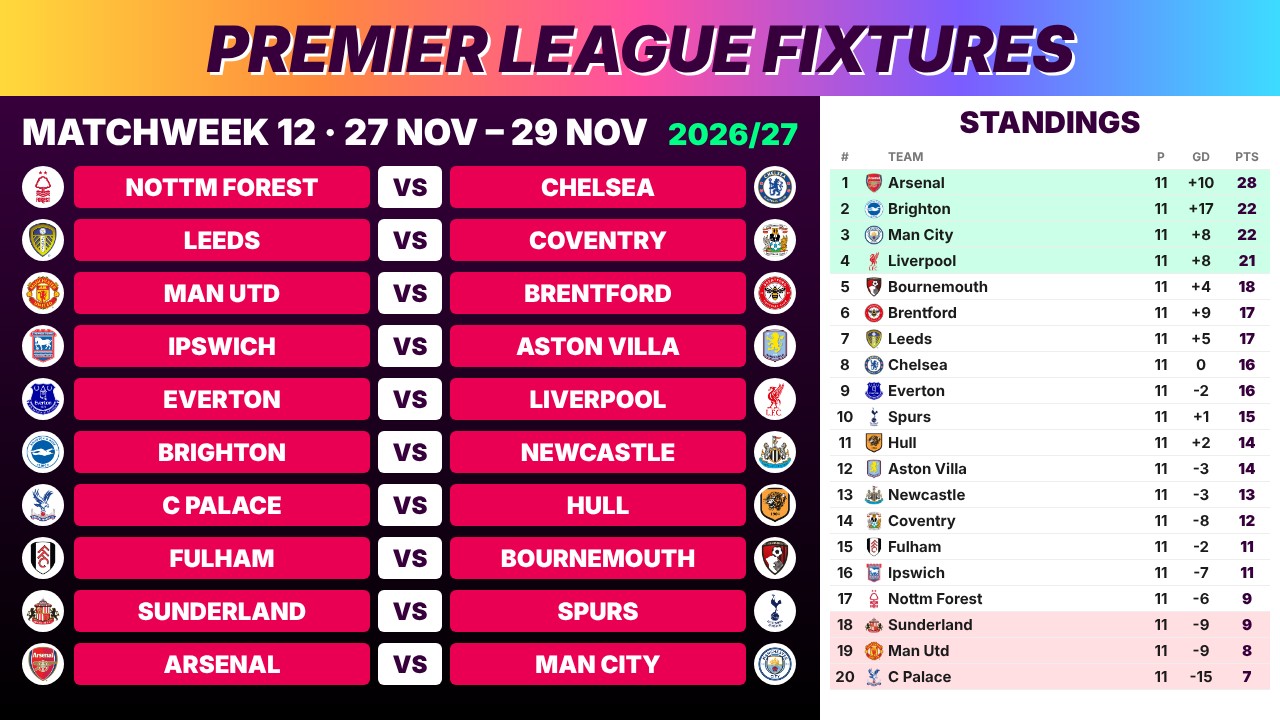 PREMIER LEAGUE FIXTURES
MATCHWEEK 12 · 27 NOV – 29 NOV 2026/27
NOTTM FOREST VS CHELSEA
LEEDS VS COVENTRY
MAN UTD VS BRENTFORD
IPSWICH VS ASTON VILLA
EVERTON VS LIVERPOOL
BRIGHTON VS NEWCASTLE
C PALACE VS HULL
FULHAM VS BOURNEMOUTH
SUNDERLAND VS SPURS
ARSENAL VS MAN CITY
STANDINGS
# TEAM P GD PTS
1 Arsenal 11 +10 28
2 Brighton 11 +17 22
3 Man City 11 +8 22
4 Liverpool 11 +8 21
5 Bournemouth 11 +4 18
6 Brentford 11 +9 17
7 Leeds 11 +5 17
8 Chelsea 11 0 16
9 Everton 11 -2 16
10 Spurs 11 +1 15
11 Hull 11 +2 14
12 Aston Villa 11 -3 14
13 Newcastle 11 -3 13
14 Coventry 11 -8 12
15 Fulham 11 -2 11
16 Ipswich 11 -7 11
17 Nottm Forest 11 -6 9
18 Sunderland 11 -9 9
19 Man Utd 11 -9 8
20 C Palace 11 -15 7